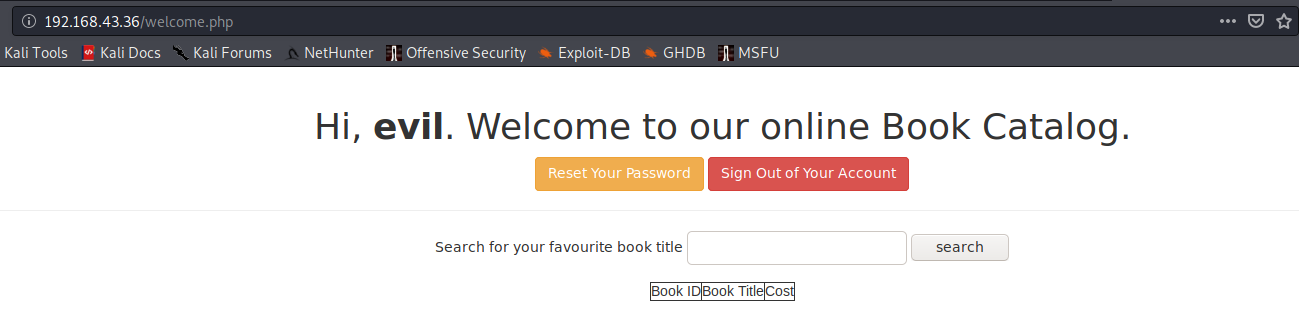 192.168.43.36/welcome.php
Kali Tools Kali Docs Kali Forums NetHunter Offensive Security Exploit-DB GHDB MSFU
Hi, evil. Welcome to our online Book Catalog.
Reset Your Password Sign Out of Your Account
Search for your favourite book title search
Book ID Book Title Cost